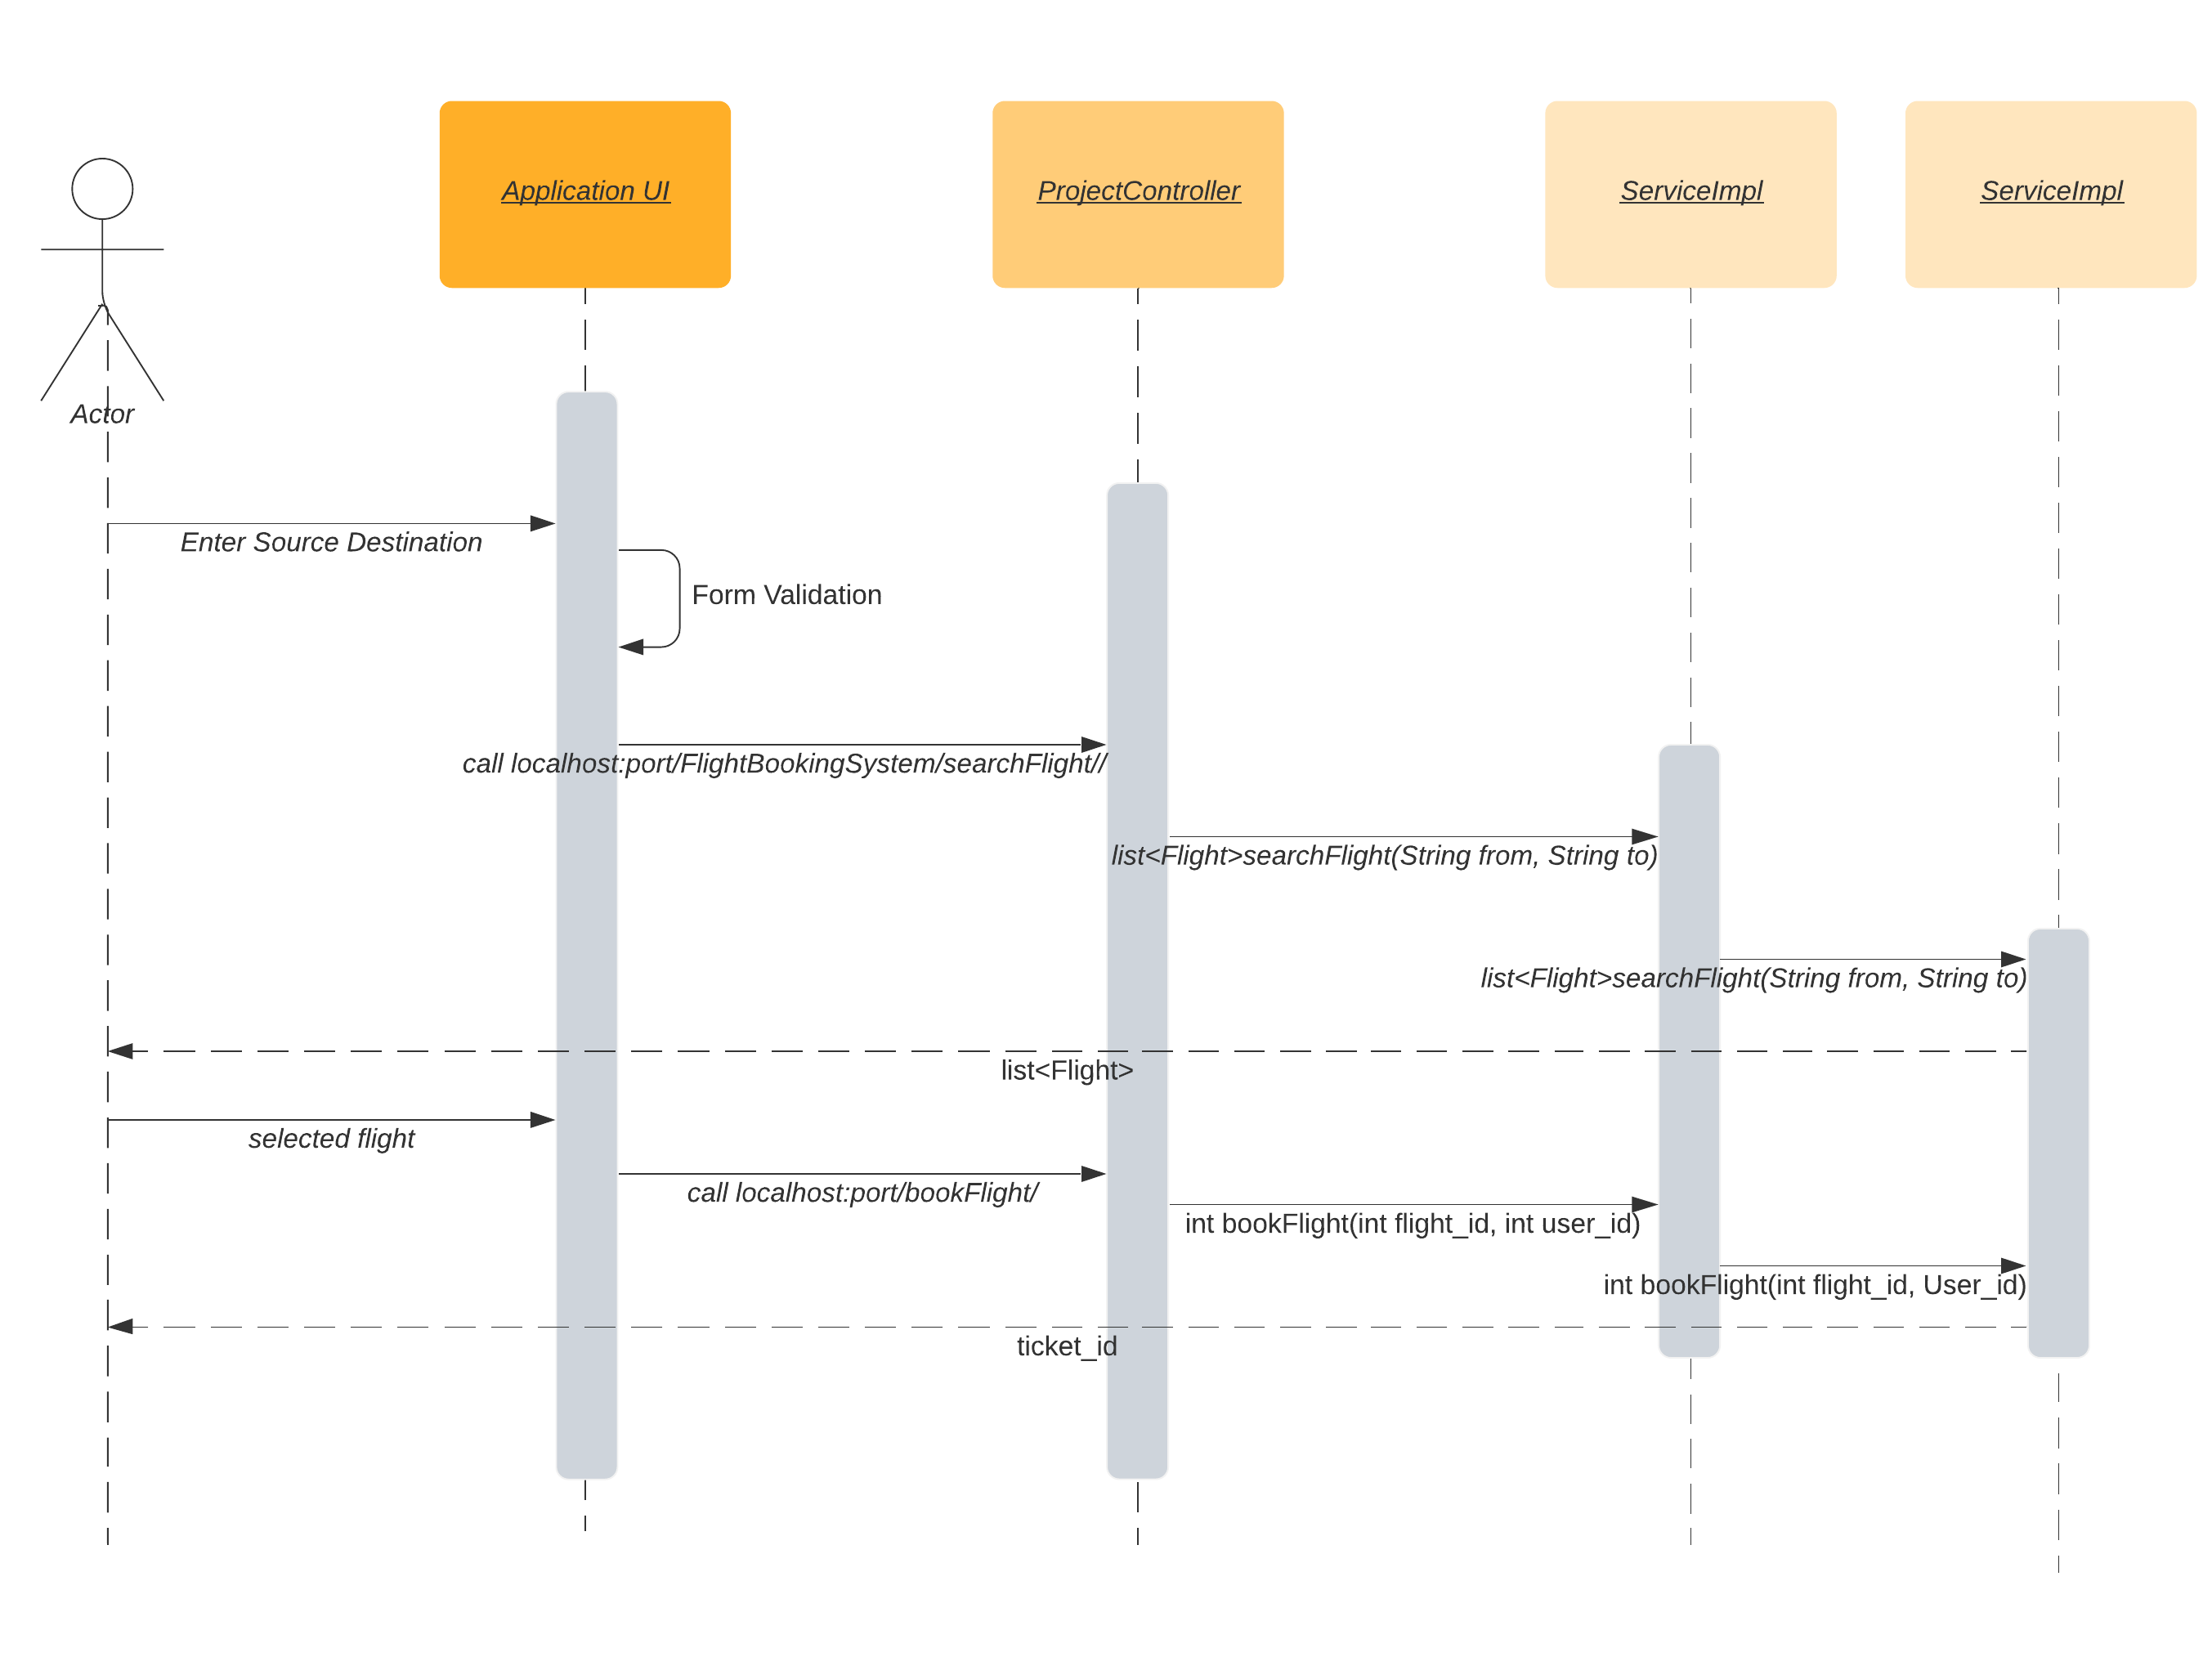 Application UI
ProjectController
ServiceImpl
ServiceImpl
Actor
Enter Source Destination
Form Validation
call localhost:port/FlightBookingSystem/searchFlight//
list<Flight>searchFlight(String from, String to)
list<Flight>searchFlight(String from, String to)
list<Flight>
selected flight
call localhost:port/bookFlight/
int bookFlight(int flight_id, int user_id)
int bookFlight(int flight_id, User_id)
ticket_id